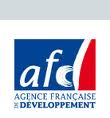 afd
AGENCE FRANÇAISE
DE DÉVELOPPEMENT